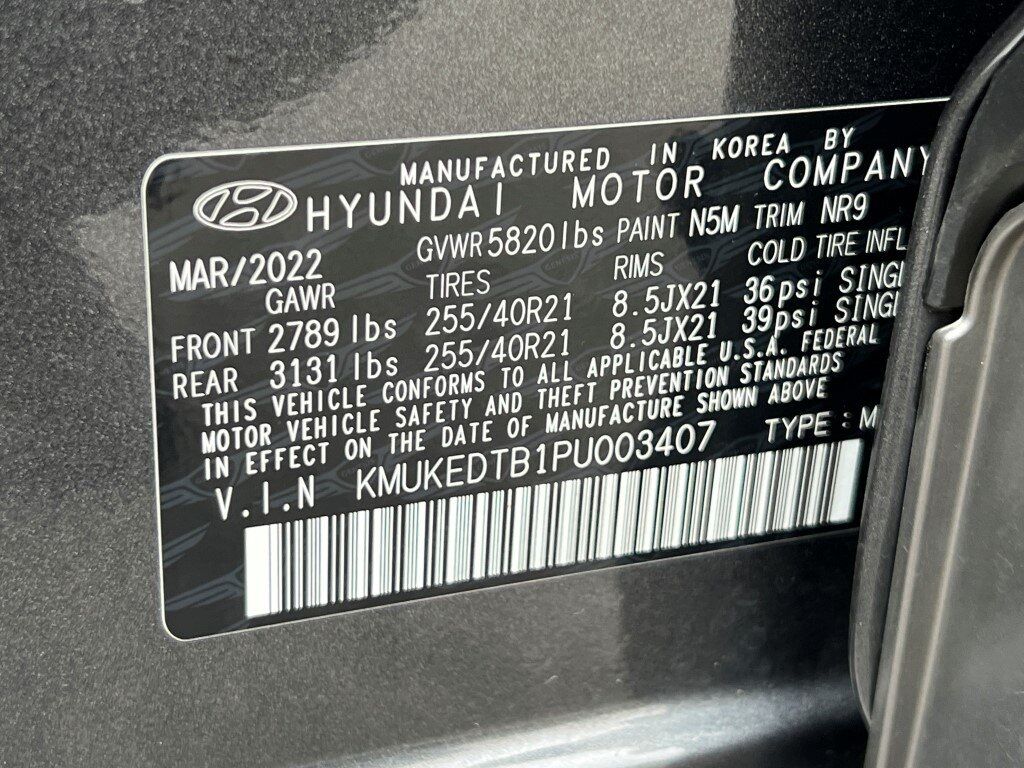 MANUFACTURED IN KOREA BY
HYUNDAI MOTOR COMPANY
MAR/2022 GVWR 5820 lbs PAINT N5M TRIM NR9
GAWR TIRES RIMS COLD TIRE INFL
FRONT 2789 lbs 255/40R21 8.5JX21 36psi SINGL
REAR 3131 lbs 255/40R21 8.5JX21 39psi SINGL
THIS VEHICLE CONFORMS TO ALL APPLICABLE U.S.A. FEDERAL
MOTOR VEHICLE SAFETY AND THEFT PREVENTION STANDARDS
IN EFFECT ON THE DATE OF MANUFACTURE SHOWN ABOVE
V.I.N KMUKEDTB1PU003407 TYPE : M